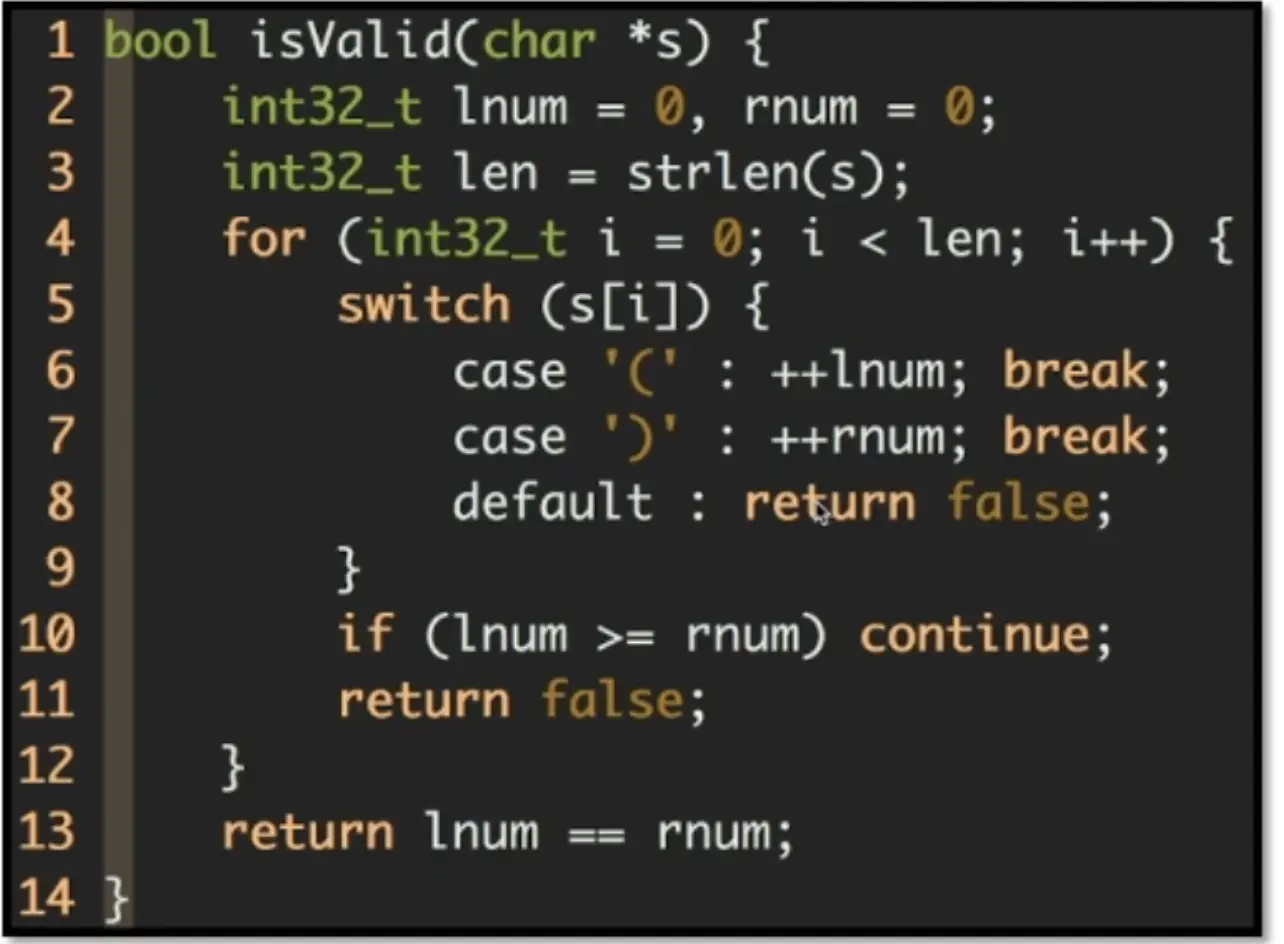 1 bool isValid(char *s) {
2     int32_t lnum = 0, rnum = 0;
3     int32_t len = strlen(s);
4     for (int32_t i = 0; i < len; i++) {
5         switch (s[i]) {
6             case '(' : ++lnum; break;
7             case ')' : ++rnum; break;
8             default : return false;
9         }
10         if (lnum >= rnum) continue;
11         return false;
12     }
13     return lnum == rnum;
14 }